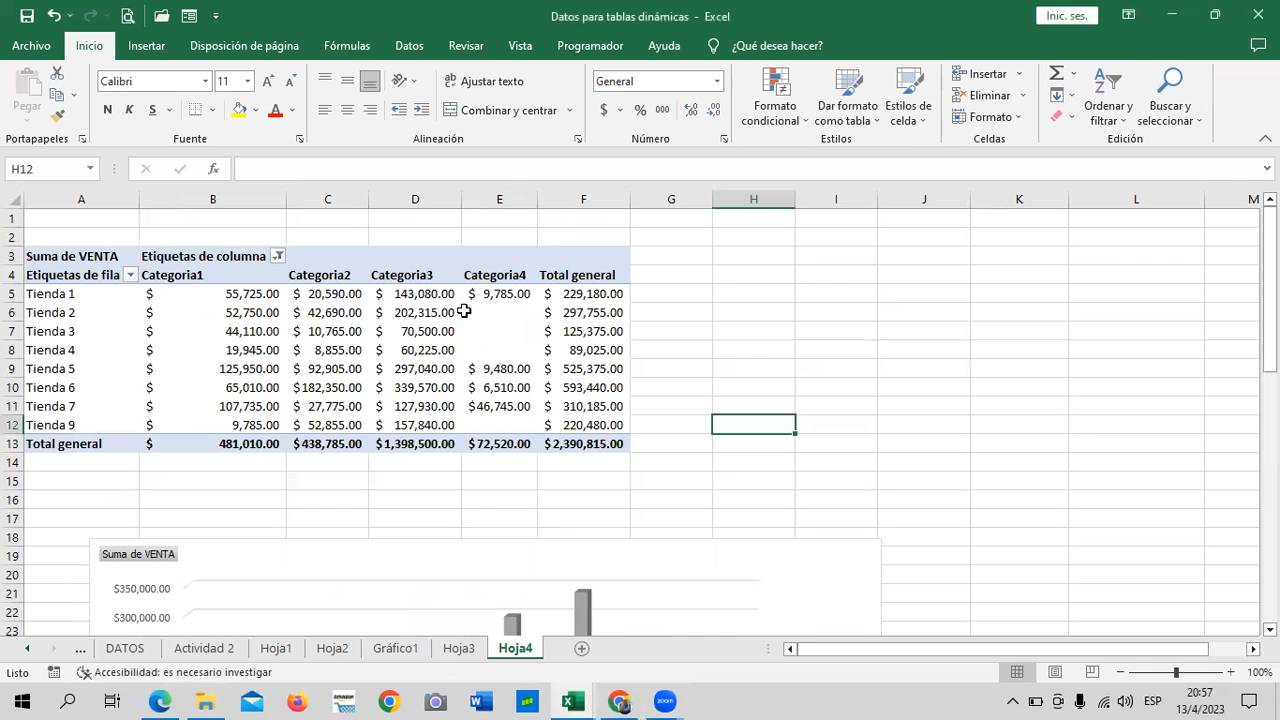 Datos para tablas dinámicas - Excel
Inic. ses.
Archivo Inicio Insertar Disposición de página Fórmulas Datos Revisar Vista Programador Ayuda ¿Qué desea hacer?
Pegar
Calibri 11
N K S
Ajustar texto
Combinar y centrar
General
$ % 000
Formato condicional
Dar formato como tabla
Estilos de celda
Insertar
Eliminar
Formato
Ordenar y filtrar
Buscar y seleccionar
Portapapeles Fuente Alineación Número Estilos Celdas Edición
H12
A B C D E F G H I J K L M
1
2
3 Suma de VENTA Etiquetas de columna
4 Etiquetas de fila Categoria1 Categoria2 Categoria3 Categoria4 Total general
5 Tienda 1 $ 55,725.00 $ 20,590.00 $ 143,080.00 $ 9,785.00 $ 229,180.00
6 Tienda 2 $ 52,750.00 $ 42,690.00 $ 202,315.00 $ 297,755.00
7 Tienda 3 $ 44,110.00 $ 10,765.00 $ 70,500.00 $ 125,375.00
8 Tienda 4 $ 19,945.00 $ 8,855.00 $ 60,225.00 $ 89,025.00
9 Tienda 5 $ 125,950.00 $ 92,905.00 $ 297,040.00 $ 9,480.00 $ 525,375.00
10 Tienda 6 $ 65,010.00 $182,350.00 $ 339,570.00 $ 6,510.00 $ 593,440.00
11 Tienda 7 $ 107,735.00 $ 27,775.00 $ 127,930.00 $46,745.00 $ 310,185.00
12 Tienda 9 $ 9,785.00 $ 52,855.00 $ 157,840.00 $ 220,480.00
13 Total general $ 481,010.00 $438,785.00 $1,398,500.00 $72,520.00 $2,390,815.00
14
15
16
17
18
19 Suma de VENTA
20
21 $350,000.00
22 $300,000.00
23
... DATOS Actividad 2 Hoja1 Hoja2 Gráfico1 Hoja3 Hoja4
Listo Accesibilidad: es necesario investigar 100%
amazon zoom ESP
20:57
13/4/2023